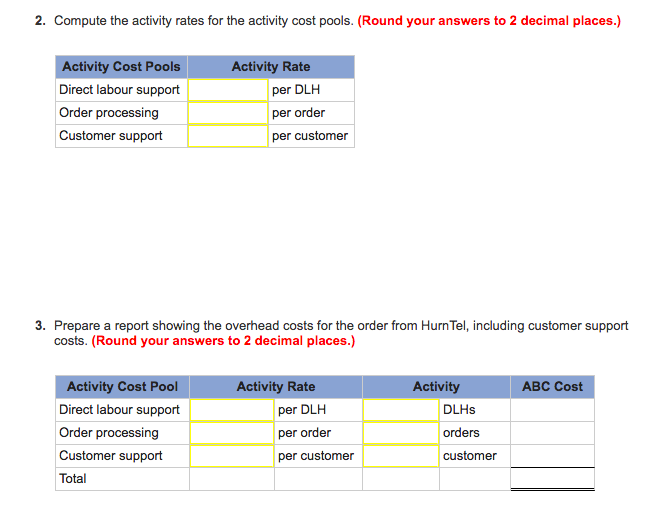 2. Compute the activity rates for the activity cost pools. (Round your answers to 2 decimal places.)
Activity Cost Pools Activity Rate
Direct labour support per DLH
Order processing per order
Customer support per customer
3. Prepare a report showing the overhead costs for the order from HurnTel, including customer support
costs. (Round your answers to 2 decimal places.)
Activity Cost Pool Activity Rate Activity ABC Cost
Direct labour support per DLH DLHs
Order processing per order orders
Customer support per customer customer
Total